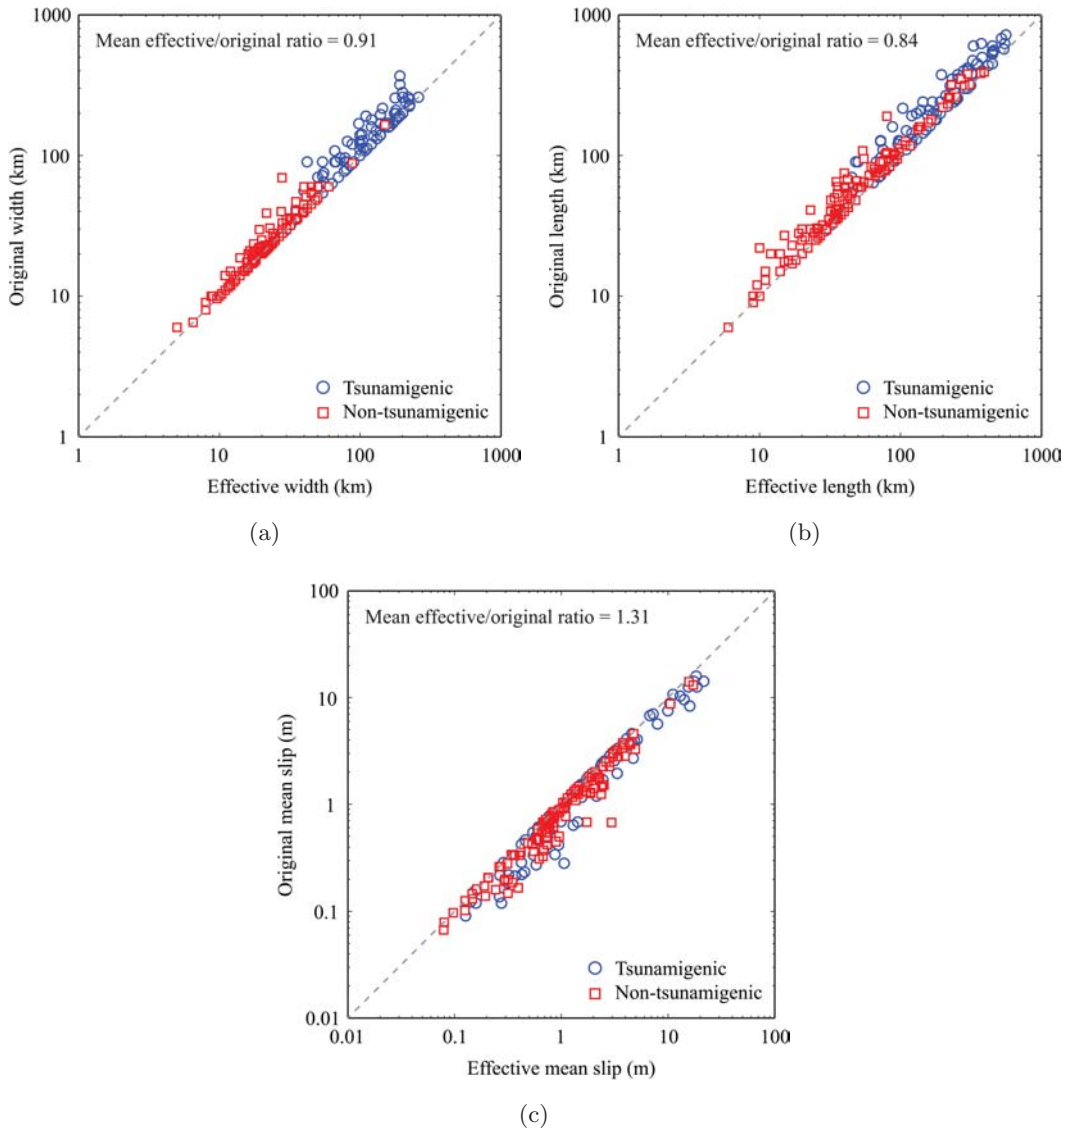 Mean effective/original ratio = 0.91
Original width (km)
1000
100
10
1
1
10
100
1000
Tsunamigenic
Non-tsunamigenic
Effective width (km)
(a)
Mean effective/original ratio = 0.84
Original length (km)
1000
100
10
1
1
10
100
1000
Tsunamigenic
Non-tsunamigenic
Effective length (km)
(b)
Mean effective/original ratio = 1.31
Original mean slip (m)
100
10
1
0.1
0.01
0.01
0.1
1
10
100
Tsunamigenic
Non-tsunamigenic
Effective mean slip (m)
(c)